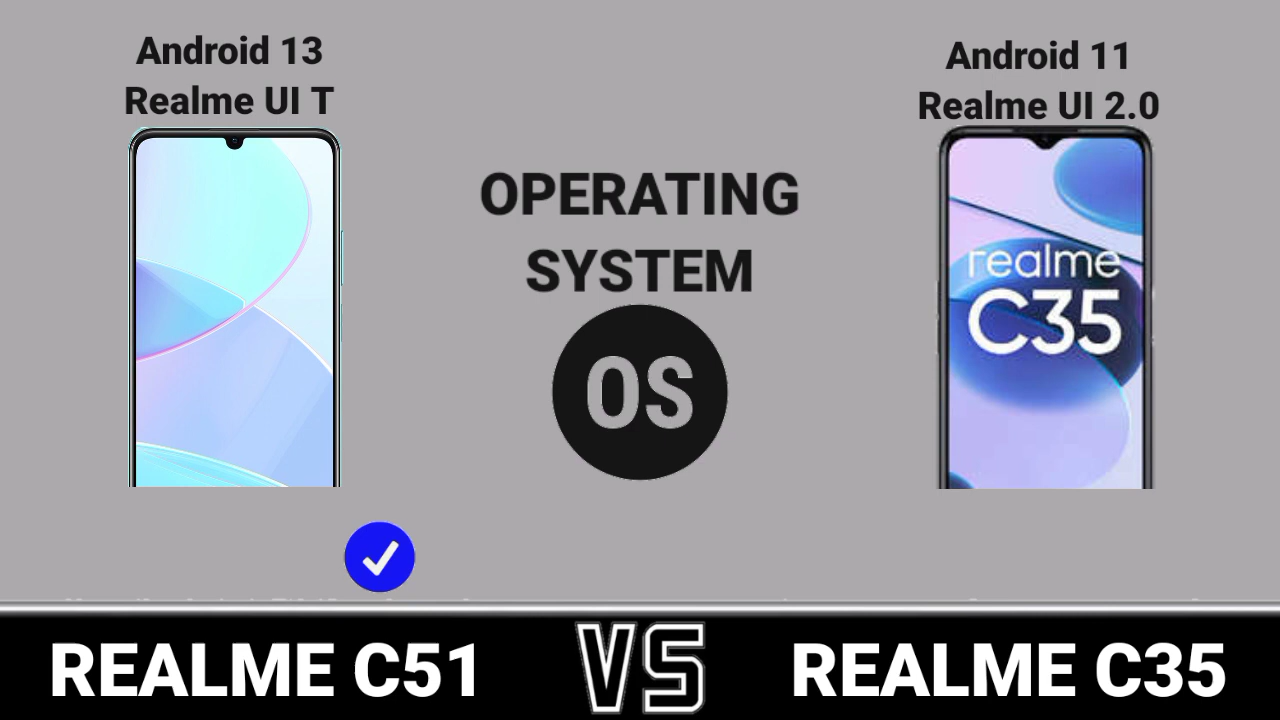 Android 13
Realme UI T
Android 11
Realme UI 2.0
OPERATING
SYSTEM
OS
realme
C35
REALME C51
VS
REALME C35